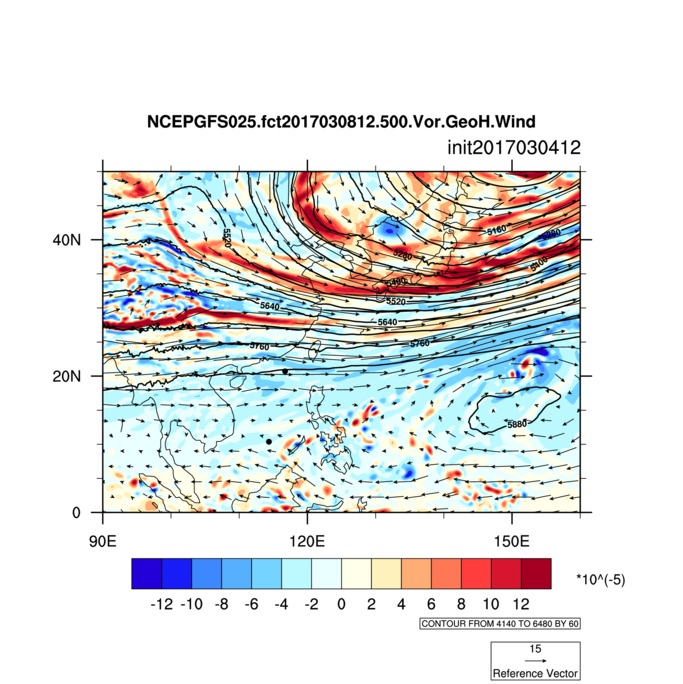 NCEPGFS025.fct2017030812.500.Vor.GeoH.Wind
init2017030412
40N
20N
0
90E
120E
150E
5520
5160
5280
5400
5280
5400
5520
5640
5640
5760
5760
5880
-12 -10 -8 -6 -4 -2 0 2 4 6 8 10 12
*10^(-5)
CONTOUR FROM 4140 TO 6480 BY 60
15
Reference Vector